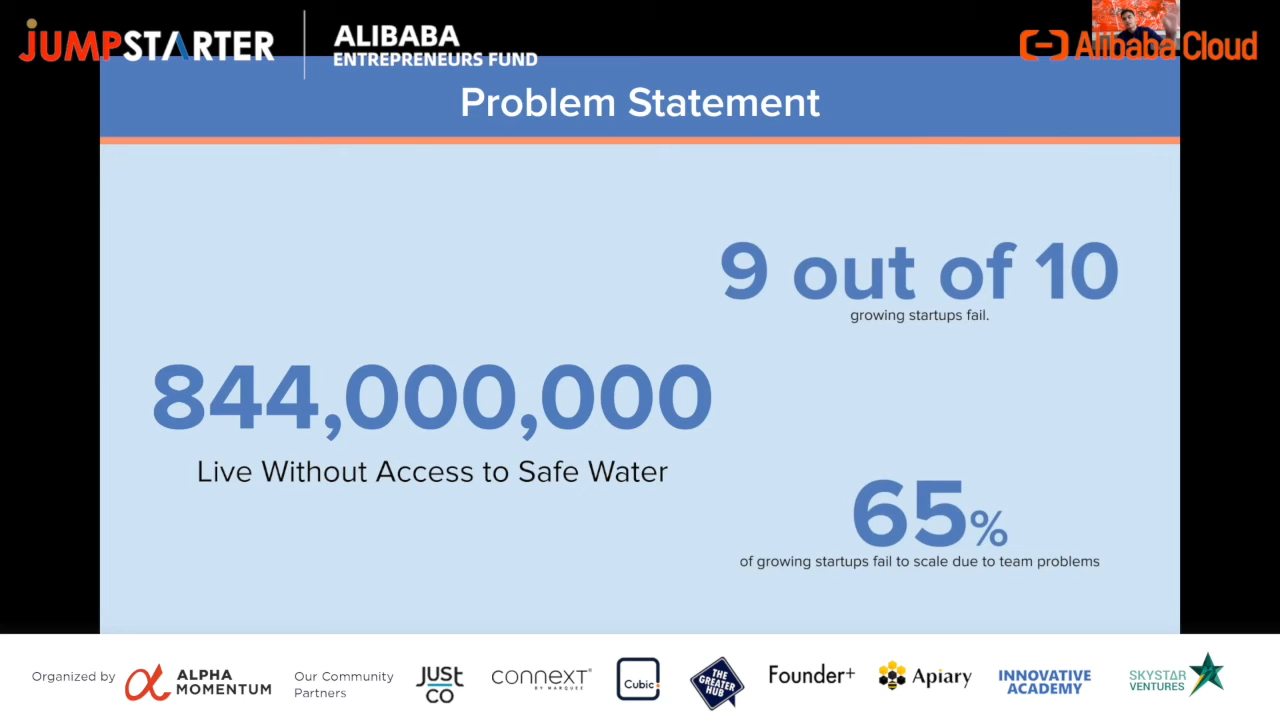 JUMPSTARTER
ALIBABA
ENTREPRENEURS FUND
Alibaba Cloud
Problem Statement
9 out of 10
growing startups fail.
844,000,000
Live Without Access to Safe Water
65%
of growing startups fail to scale due to team problems
Organized by
ALPHA
MOMENTUM
Our Community
Partners
JUST
CO
CONNEXT®
BY MARQUEE
Cubic
THE
GREATER
HUB
Founder+
Apiary
INNOVATIVE
ACADEMY
SKYSTAR
VENTURES